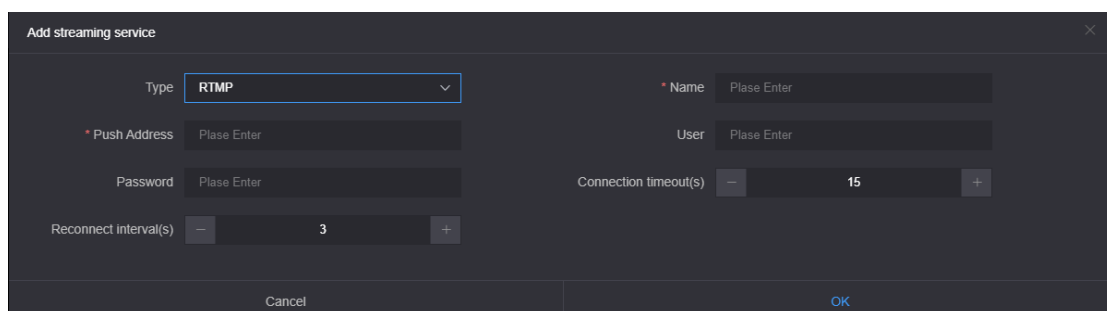 Add streaming service
Type RTMP * Name Plase Enter
* Push Address Plase Enter User Plase Enter
Password Plase Enter Connection timeout(s) − 15 +
Reconnect interval(s) − 3 +
Cancel OK